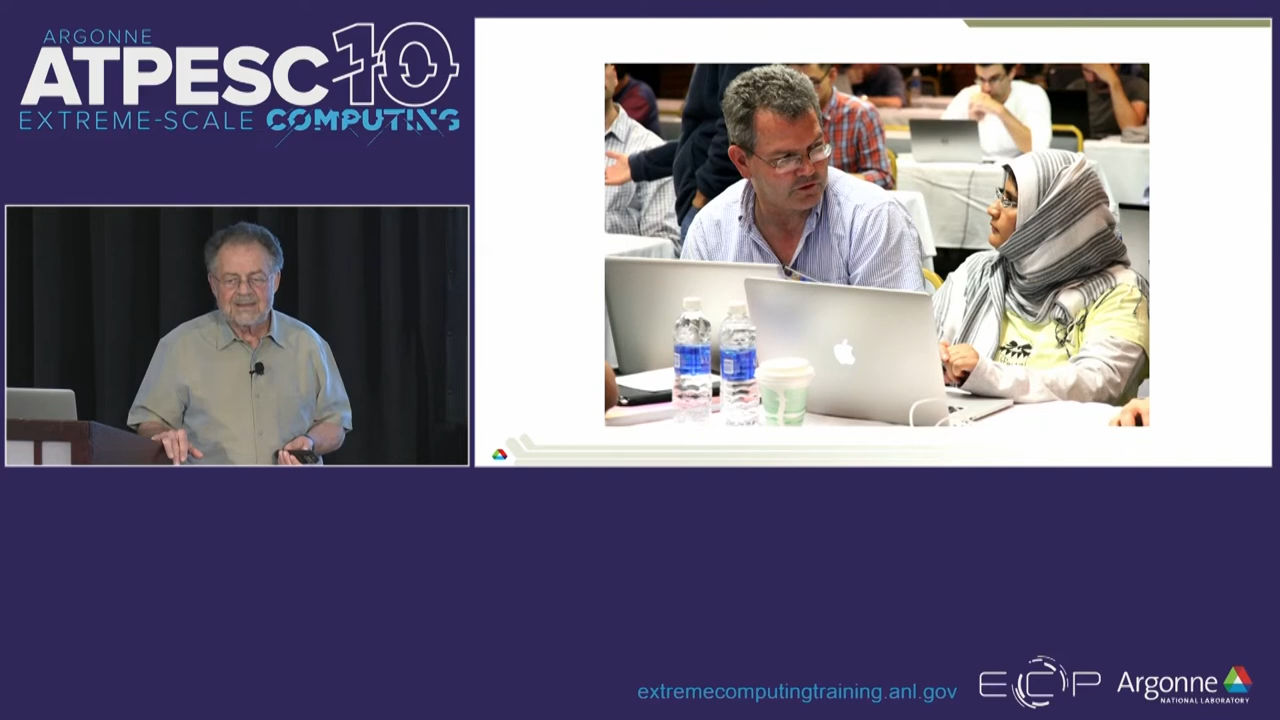 ARGONNE
ATPESC10
EXTREME-SCALE COMPUTING
extremecomputingtraining.anl.gov
ECP
Argonne
NATIONAL LABORATORY